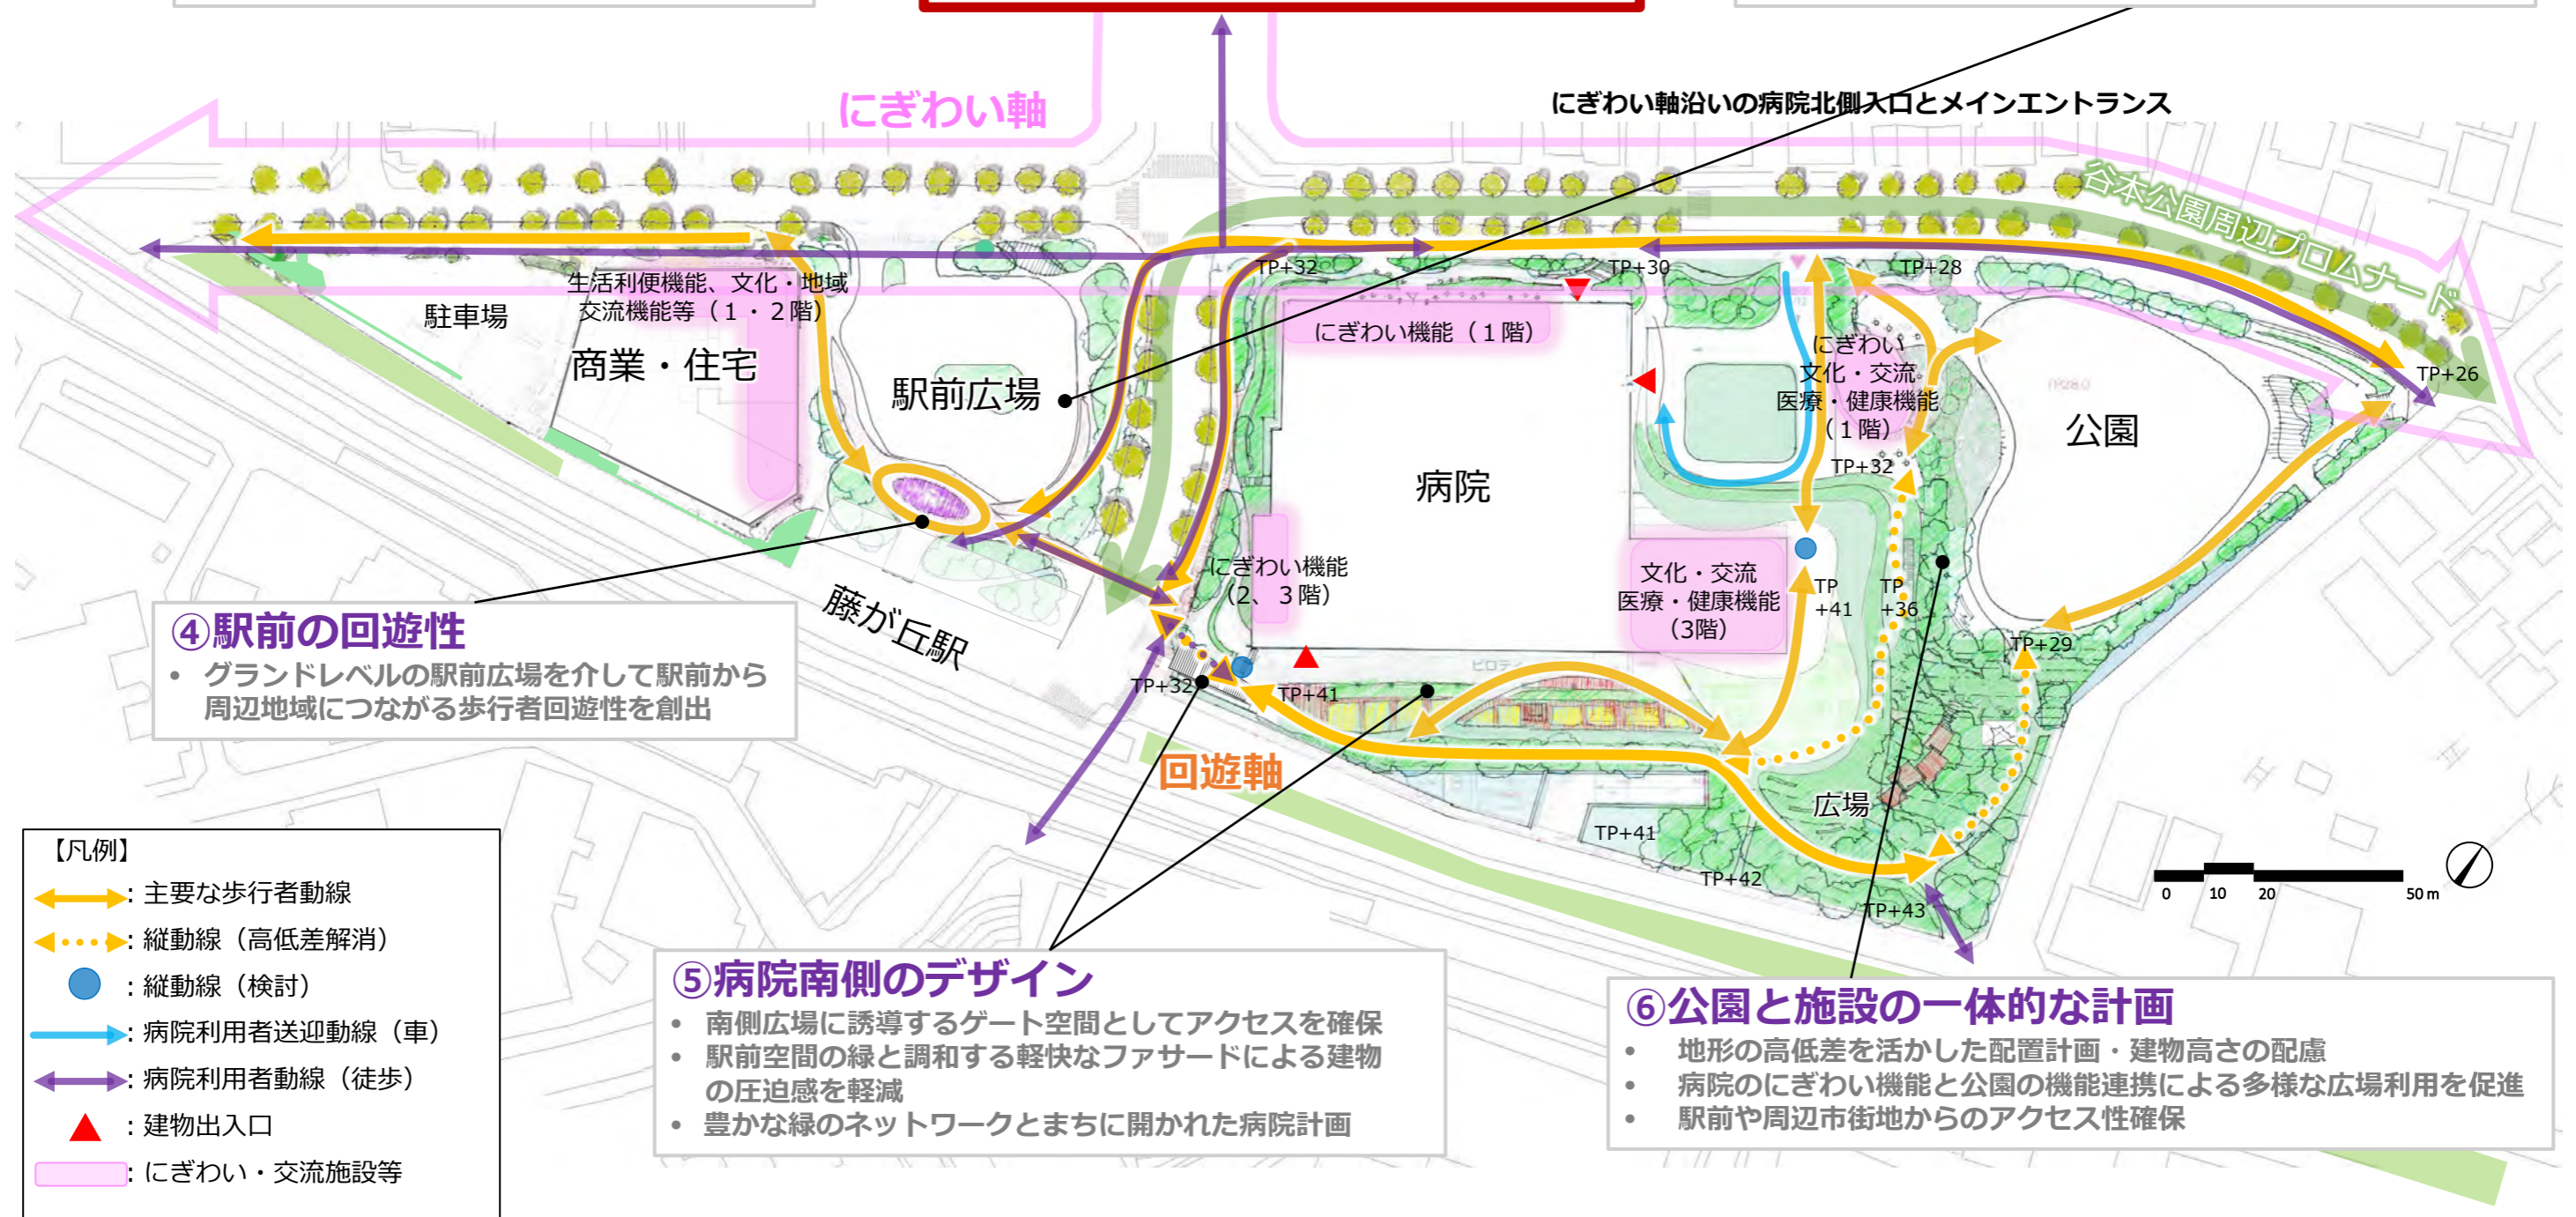 にぎわい軸
にぎわい軸沿いの病院北側入口とメインエントランス
谷本公園周辺プロムナード
TP+32
TP+30
TP+28
生活利便機能、文化・地域
交流機能等（１・２階）
駐車場
商業・住宅
駅前広場
にぎわい機能（１階）
にぎわい
文化・交流
医療・健康機能
（１階）
TP+26
TP28.0
公園
病院
TP+32
にぎわい機能
（2、３階）
文化・交流
医療・健康機能
（3階）
TP
+41
TP
+36
藤が丘駅
TP+29
ピロティ
TP+32
TP+41
回遊軸
広場
TP+41
TP+42
TP+43
④駅前の回遊性
• グランドレベルの駅前広場を介して駅前から
周辺地域につながる歩行者回遊性を創出
【凡例】
：主要な歩行者動線
：縦動線（高低差解消）
：縦動線（検討）
：病院利用者送迎動線（車）
：病院利用者動線（徒歩）
：建物出入口
：にぎわい・交流施設等
⑤病院南側のデザイン
• 南側広場に誘導するゲート空間としてアクセスを確保
• 駅前空間の緑と調和する軽快なファサードによる建物
の圧迫感を軽減
• 豊かな緑のネットワークとまちに開かれた病院計画
0 10 20 50 m
⑥公園と施設の一体的な計画
• 地形の高低差を活かした配置計画・建物高さの配慮
• 病院のにぎわい機能と公園の機能連携による多様な広場利用を促進
• 駅前や周辺市街地からのアクセス性確保